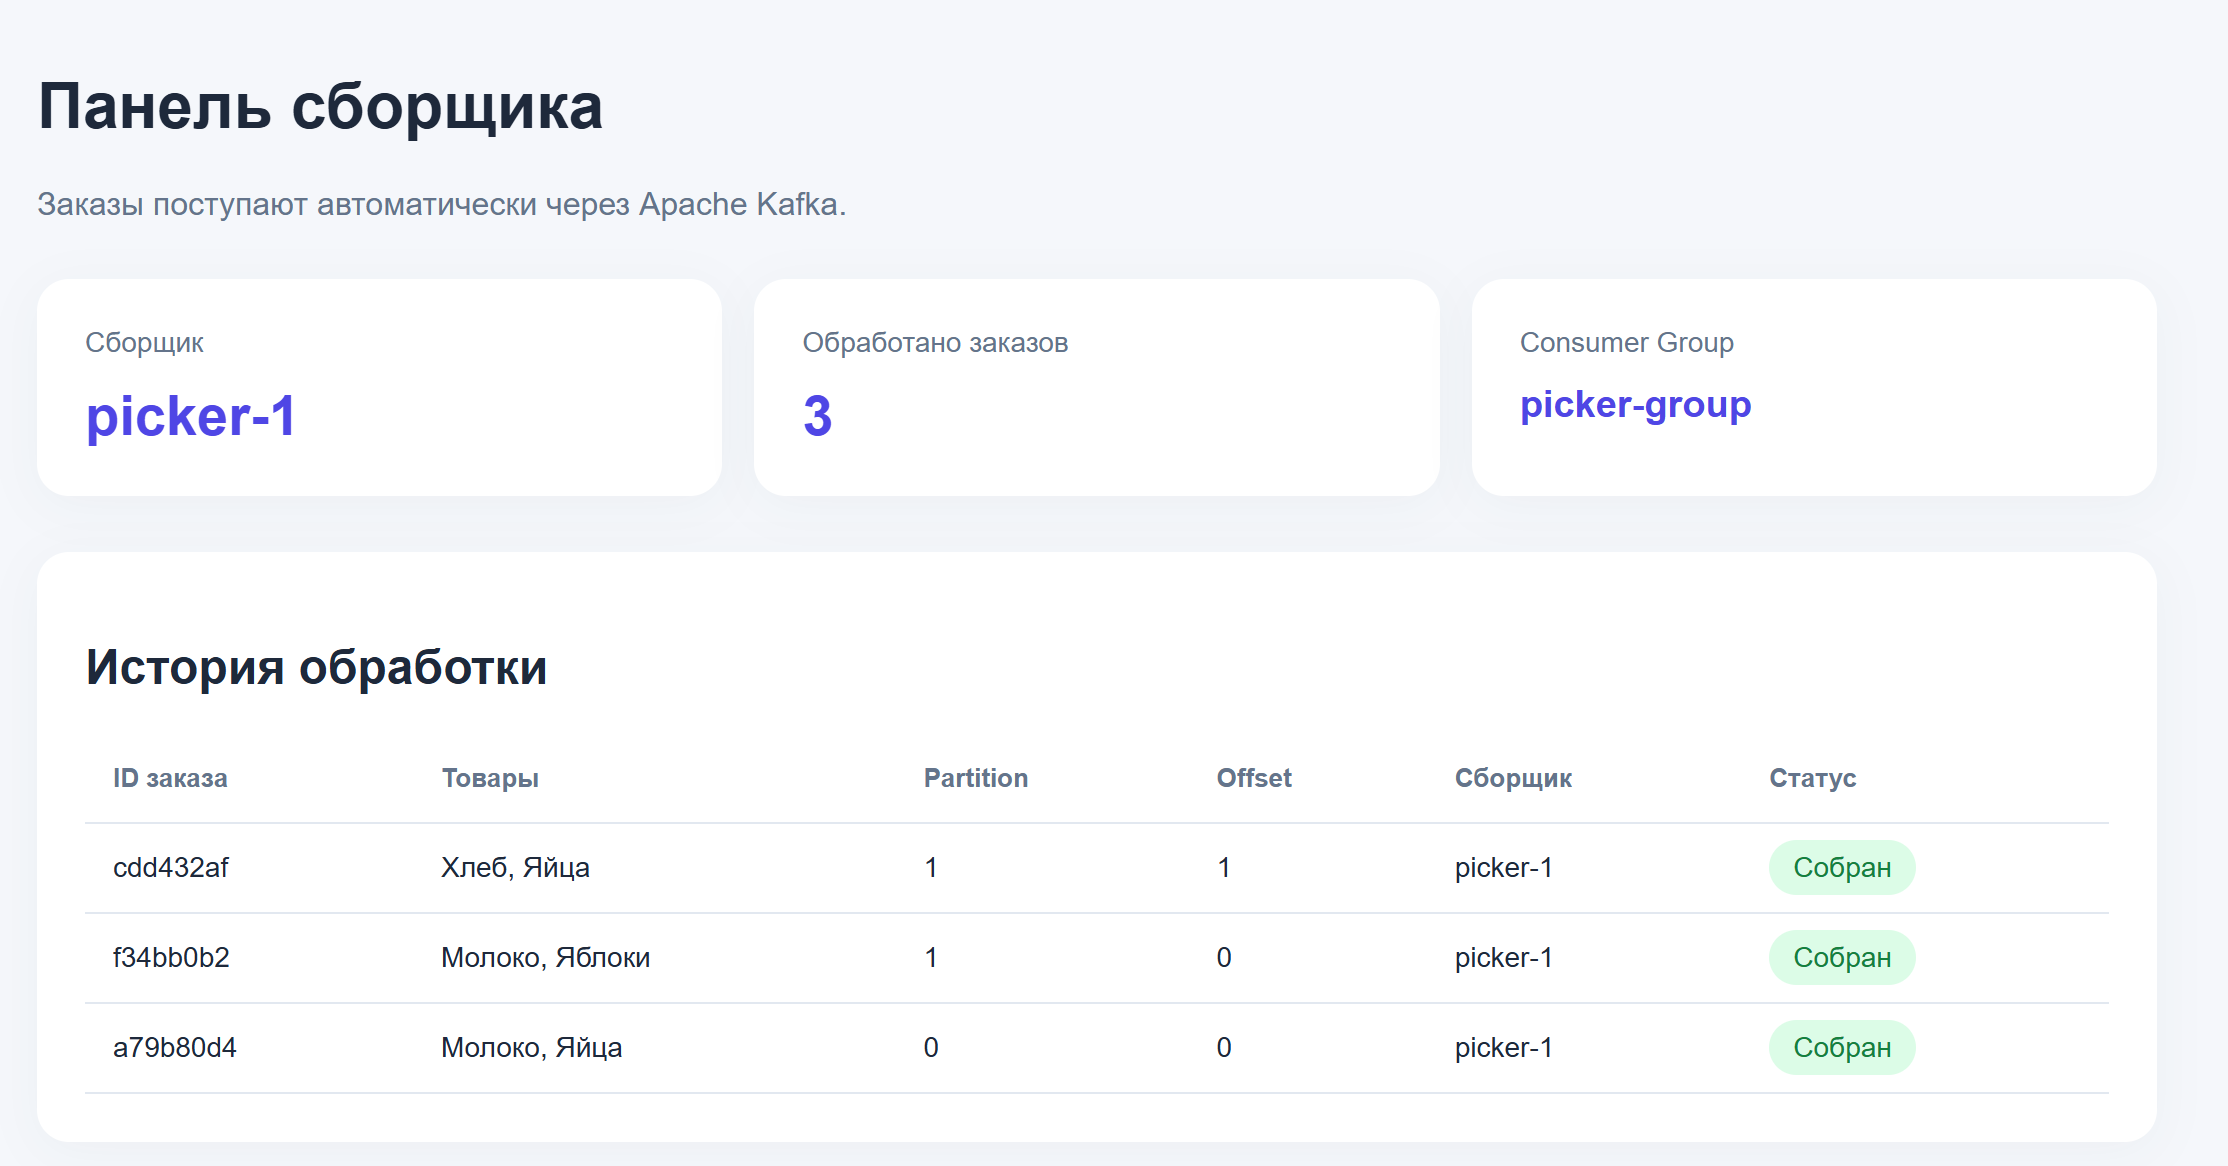 Панель сборщика
Заказы поступают автоматически через Apache Kafka.
Сборщик
picker-1
Обработано заказов
3
Consumer Group
picker-group
История обработки
ID заказа Товары Partition Offset Сборщик Статус
cdd432af Хлеб, Яйца 1 1 picker-1 Собран
f34bb0b2 Молоко, Яблоки 1 0 picker-1 Собран
a79b80d4 Молоко, Яйца 0 0 picker-1 Собран